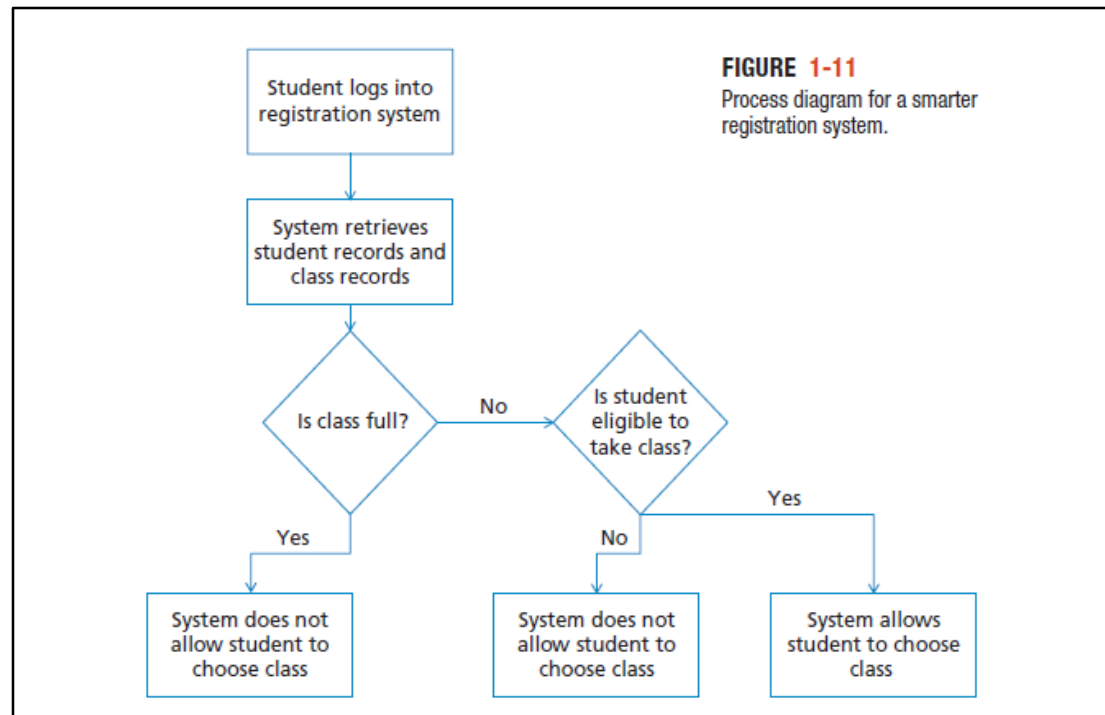 FIGURE 1-11
Process diagram for a smarter
registration system.
Student logs into
registration system
System retrieves
student records and
class records
Is class full?
No
Is student
eligible to
take class?
Yes
No
Yes
System does not
allow student to
choose class
System does not
allow student to
choose class
System allows
student to choose
class